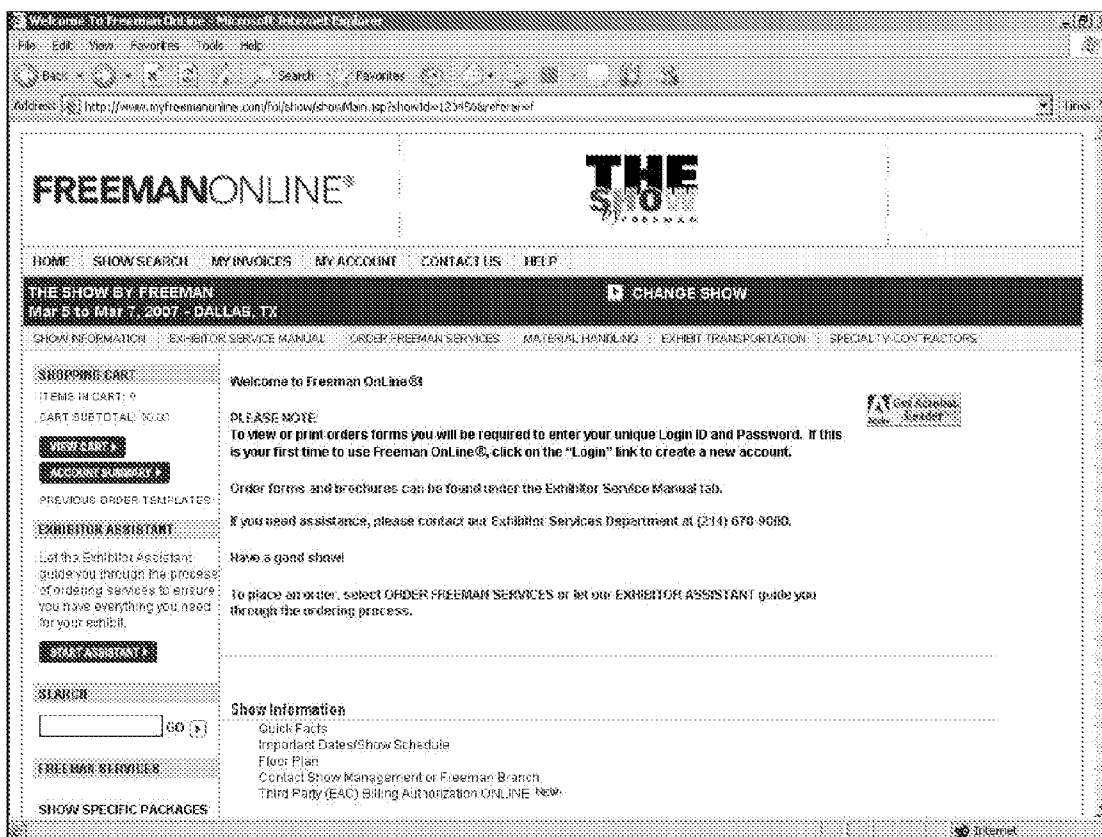 Welcome To Freeman OnLine - Microsoft Internet Explorer
File Edit View Favorites Tools Help
Back Search Favorites
Address http://www.myfreemanonline.com/fol/show/showMain.jsp?showId=123456&referer=f
FREEMANONLINE®
THE
SHOW
BY FREEMAN
HOME SHOW SEARCH MY INVOICES MY ACCOUNT CONTACT US HELP
THE SHOW BY FREEMAN
CHANGE SHOW
Mar 5 to Mar 7, 2007 - DALLAS, TX
SHOW INFORMATION EXHIBITOR SERVICE MANUAL ORDER FREEMAN SERVICES MATERIAL HANDLING EXHIBIT TRANSPORTATION SPECIALTY CONTRACTORS
SHOPPING CART
ITEMS IN CART: 0
CART SUBTOTAL: $0.00
ACCOUNT SUMMARY
PREVIOUS ORDER TEMPLATES
EXHIBITOR ASSISTANT
Let the Exhibitor Assistant
guide you through the process
of ordering services to ensure
you have everything you need
for your exhibit.
START ASSISTANT
SEARCH
GO
FREEMAN SERVICES
SHOW SPECIFIC PACKAGES
Welcome to Freeman OnLine®!
Get Acrobat
Reader
PLEASE NOTE:
To view or print orders forms you will be required to enter your unique Login ID and Password. If this
is your first time to use Freeman OnLine®, click on the "Login" link to create a new account.
Order forms and brochures can be found under the Exhibitor Service Manual tab.
If you need assistance, please contact our Exhibitor Services Department at (214)
Have a good show!
To place an order, select ORDER FREEMAN SERVICES or let our EXHIBITOR ASSISTANT guide you
through the ordering process.
Show Information
Quick Facts
Important Dates/Show Schedule
Floor Plan
Contact Show Management or Freeman Branch
Third Party (EAC) Billing Authorization ONLINE NEW!
Internet